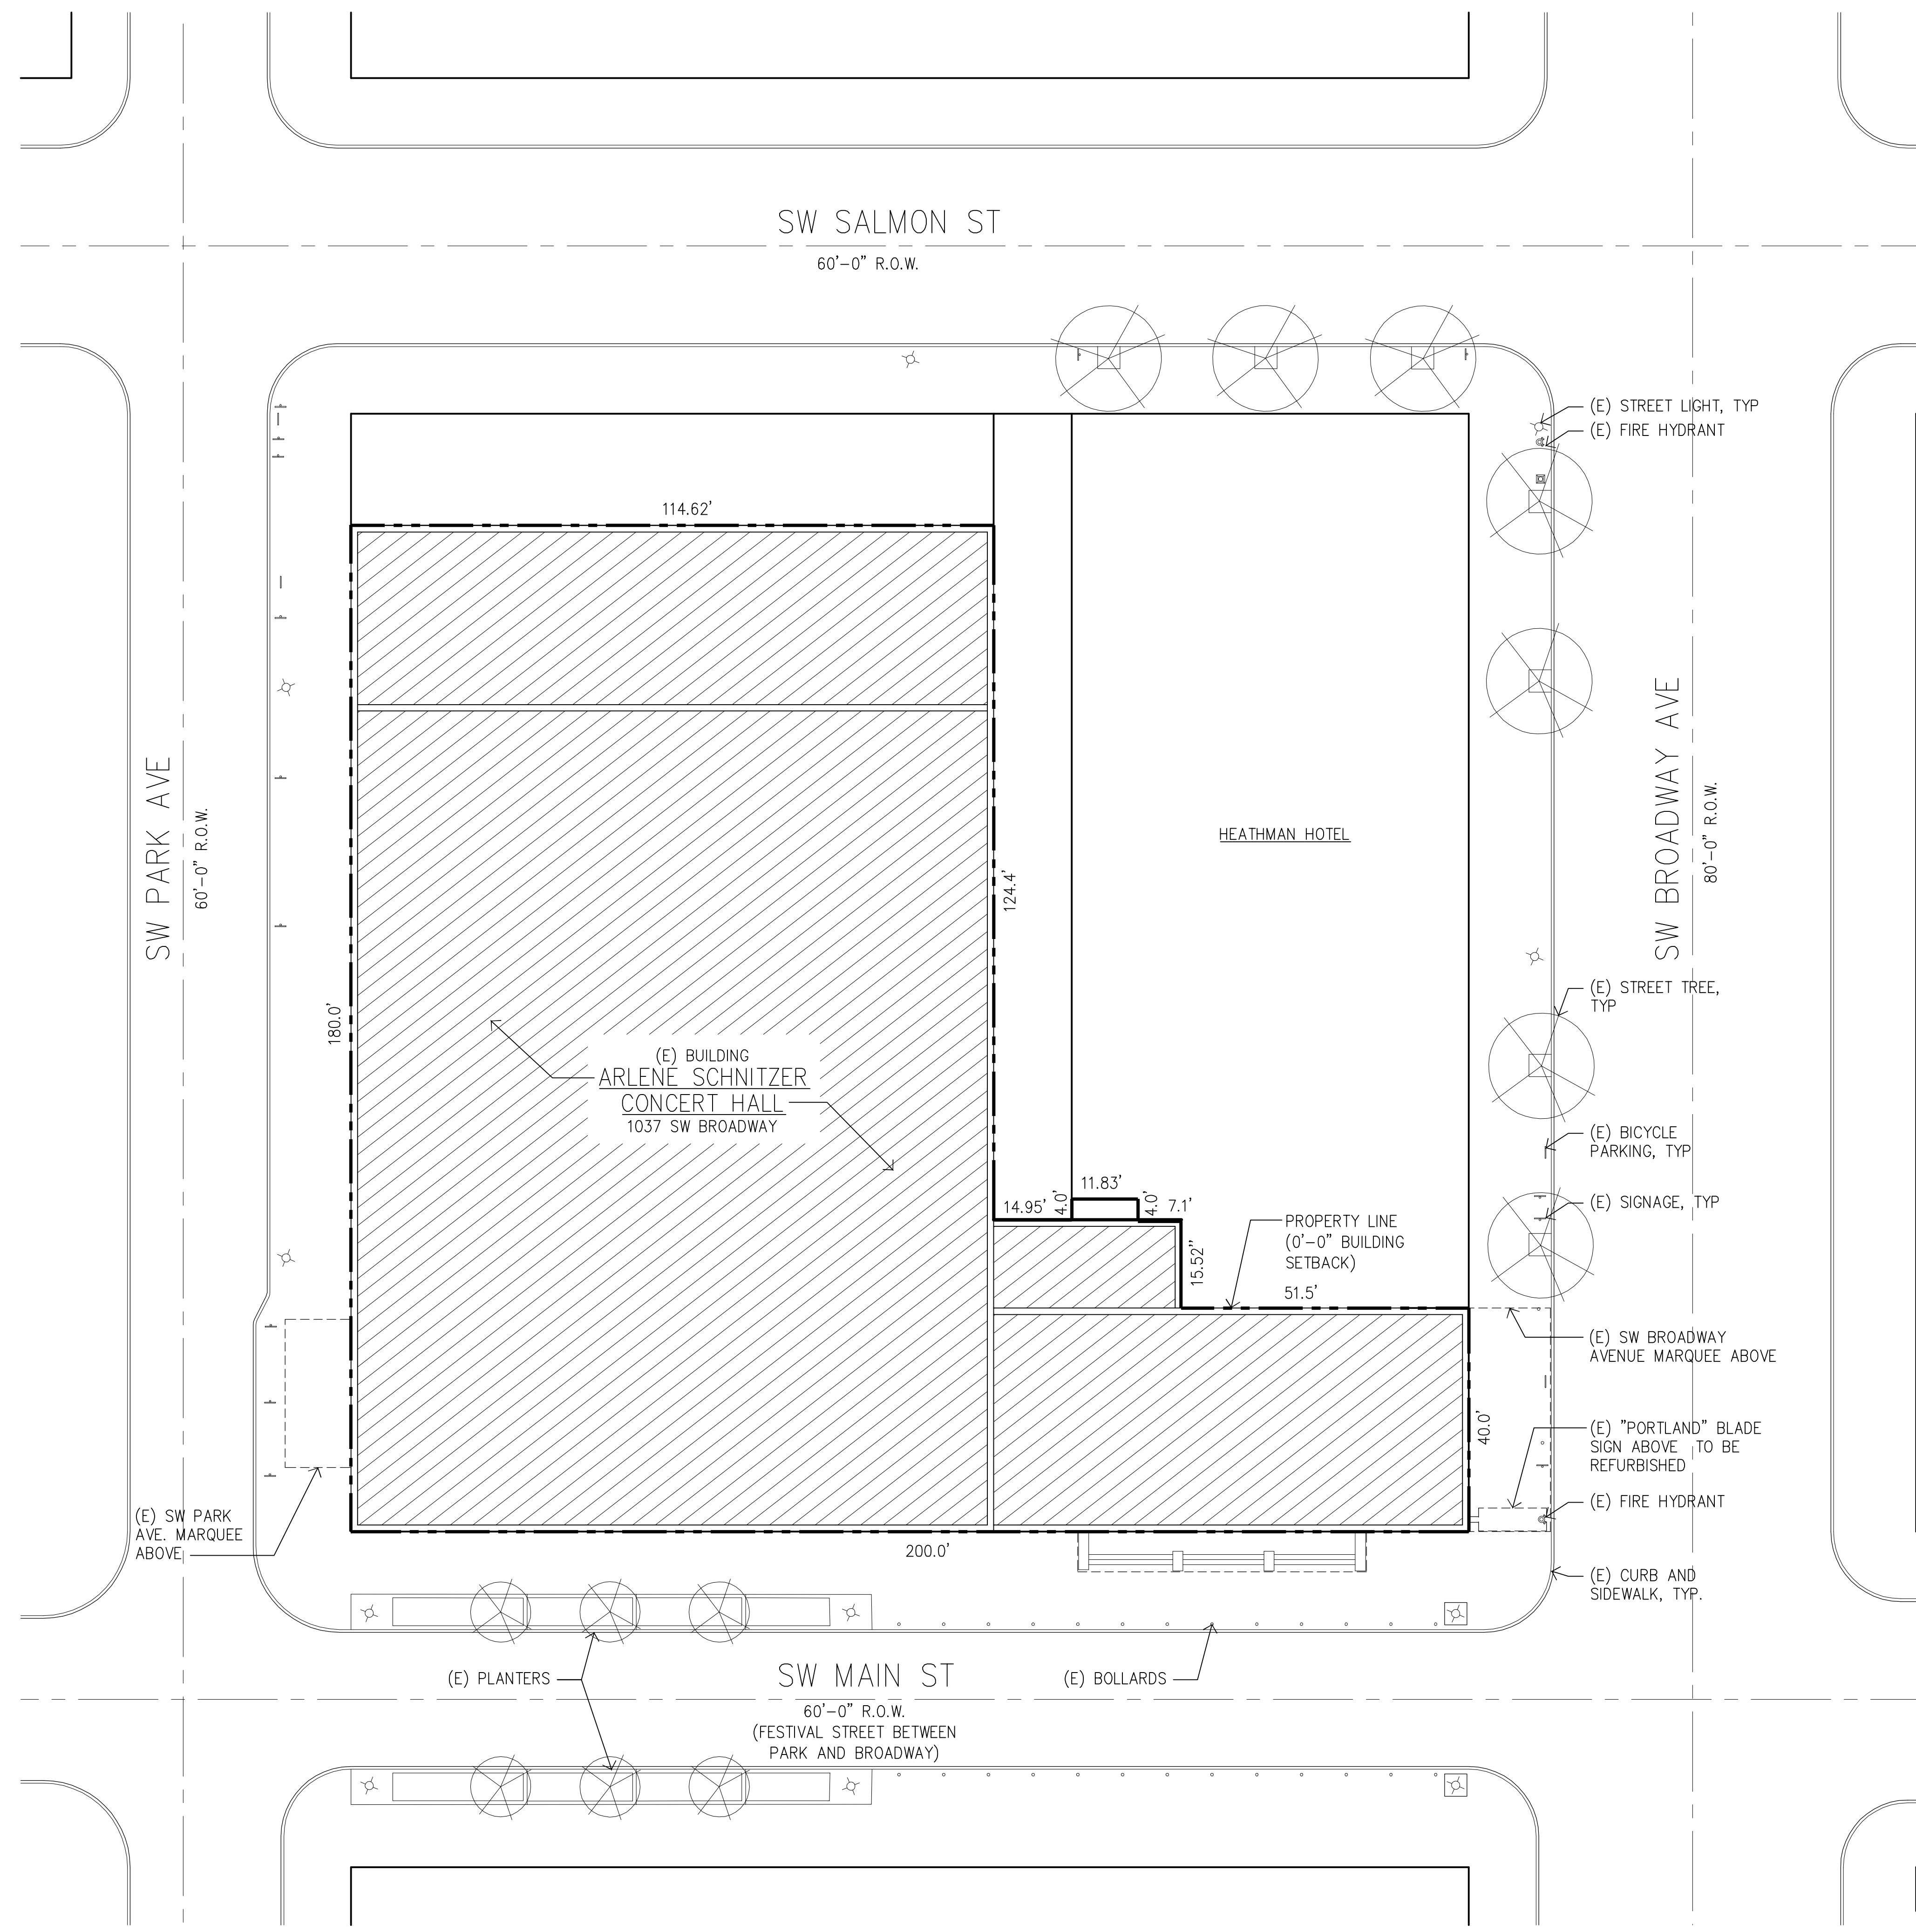 SW SALMON ST
60'-0" R.O.W.
(E) STREET LIGHT, TYP
(E) FIRE HYDRANT
114.62'
SW PARK AVE
60'-0" R.O.W.
HEATHMAN HOTEL
SW BROADWAY AVE
80'-0" R.O.W.
124.4'
180.0'
(E) STREET TREE,
TYP
(E) BUILDING
ARLENE SCHNITZER
CONCERT HALL
1037 SW BROADWAY
(E) BICYCLE
PARKING, TYP
14.95'
4.0'
11.83'
4.0'
7.1'
(E) SIGNAGE, TYP
PROPERTY LINE
(0'-0" BUILDING
SETBACK)
15.52"
51.5'
(E) SW BROADWAY
AVENUE MARQUEE ABOVE
40.0'
(E) "PORTLAND" BLADE
SIGN ABOVE TO BE
REFURBISHED
(E) FIRE HYDRANT
(E) SW PARK
AVE. MARQUEE
ABOVE
200.0'
(E) CURB AND
SIDEWALK, TYP.
(E) PLANTERS
SW MAIN ST
(E) BOLLARDS
60'-0" R.O.W.
(FESTIVAL STREET BETWEEN
PARK AND BROADWAY)